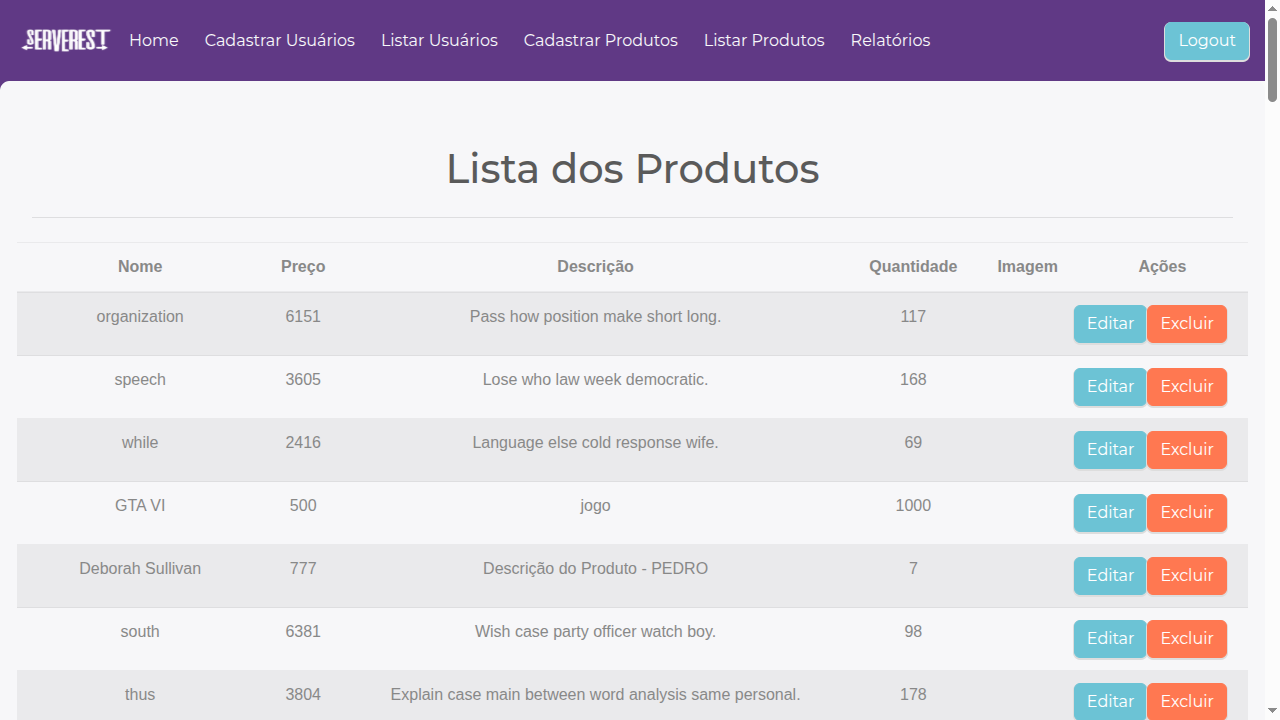 SERVEREST Home Cadastrar Usuários Listar Usuários Cadastrar Produtos Listar Produtos Relatórios Logout
Lista dos Produtos
Nome Preço Descrição Quantidade Imagem Ações
organization 6151 Pass how position make short long. 117 Editar Excluir
speech 3605 Lose who law week democratic. 168 Editar Excluir
while 2416 Language else cold response wife. 69 Editar Excluir
GTA VI 500 jogo 1000 Editar Excluir
Deborah Sullivan 777 Descrição do Produto - PEDRO 7 Editar Excluir
south 6381 Wish case party officer watch boy. 98 Editar Excluir
thus 3804 Explain case main between word analysis same personal. 178 Editar Excluir